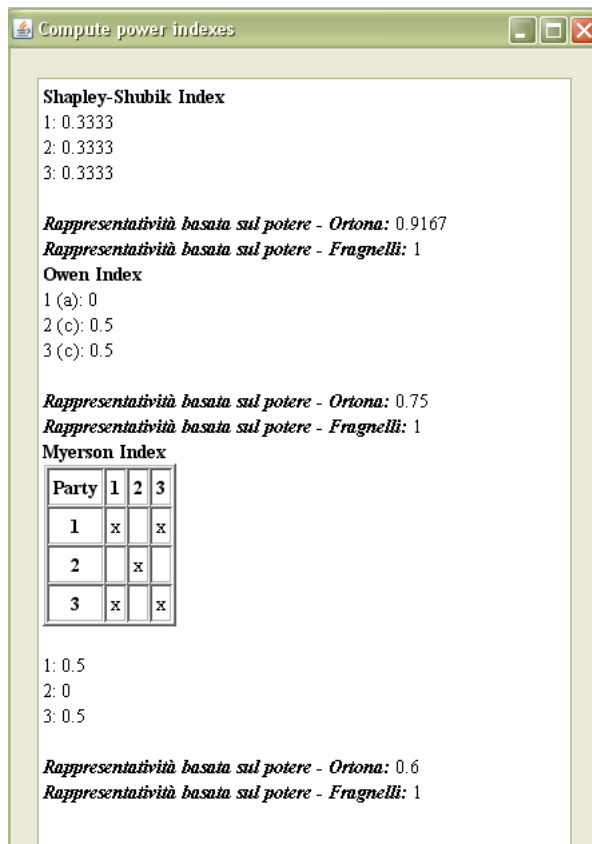 Compute power indexes
Shapley-Shubik Index
1: 0.3333
2: 0.3333
3: 0.3333
Rappresentatività basata sul potere - Ortona: 0.9167
Rappresentatività basata sul potere - Fragnelli: 1
Owen Index
1 (a): 0
2 (c): 0.5
3 (c): 0.5
Rappresentatività basata sul potere - Ortona: 0.75
Rappresentatività basata sul potere - Fragnelli: 1
Myerson Index
Party 1 2 3
1 x x
2 x
3 x x
1: 0.5
2: 0
3: 0.5
Rappresentatività basata sul potere - Ortona: 0.6
Rappresentatività basata sul potere - Fragnelli: 1